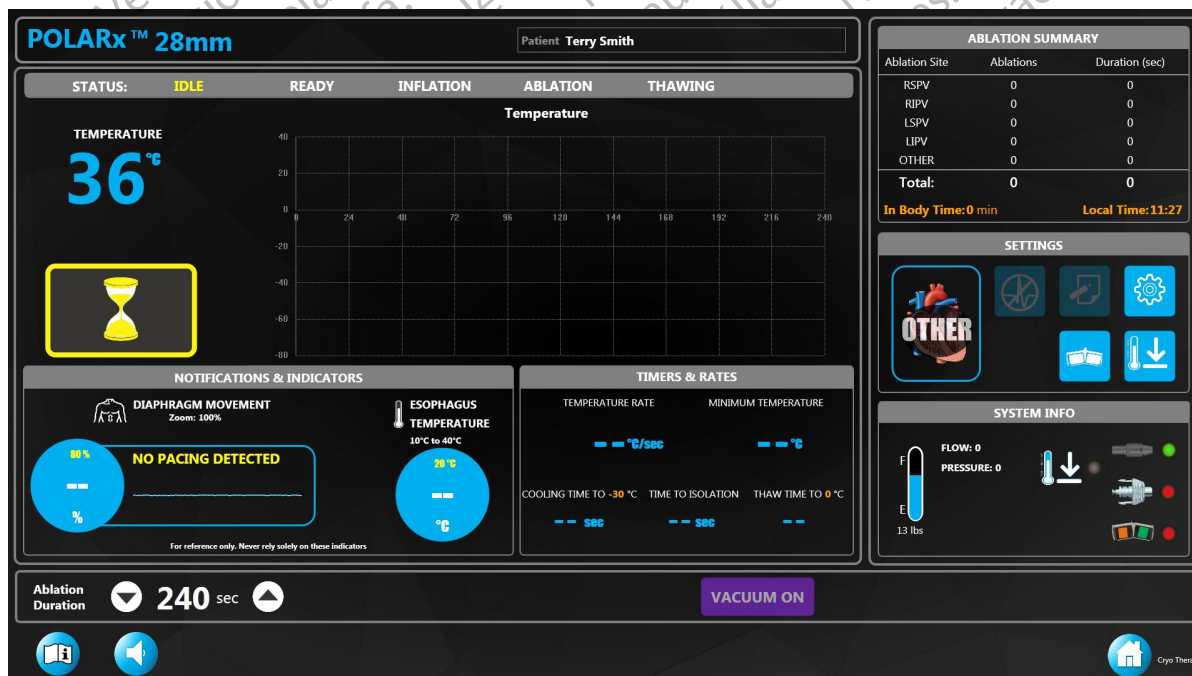 POLARx™ 28mm
Patient Terry Smith
STATUS: IDLE READY INFLATION ABLATION THAWING
TEMPERATURE
36 °C
Temperature
40
20
0
-20
-40
-60
-80
0 24 48 72 96 120 144 168 192 216 240
NOTIFICATIONS & INDICATORS
DIAPHRAGM MOVEMENT
Zoom: 100%
80 %
--
%
NO PACING DETECTED
ESOPHAGUS
TEMPERATURE
10°C to 40°C
20 °C
--
°C
For reference only. Never rely solely on these indicators
TIMERS & RATES
TEMPERATURE RATE MINIMUM TEMPERATURE
-- °C/sec -- °C
COOLING TIME TO -30 °C TIME TO ISOLATION THAW TIME TO 0 °C
-- sec -- sec --
ABLATION SUMMARY
Ablation Site Ablations Duration (sec)
RSPV 0 0
RIPV 0 0
LSPV 0 0
LIPV 0 0
OTHER 0 0
Total: 0 0
In Body Time:0 min Local Time:11:27
SETTINGS
OTHER
SYSTEM INFO
F
E
13 lbs
FLOW: 0
PRESSURE: 0
Ablation
Duration
240 sec
VACUUM ON
Cryo Thera